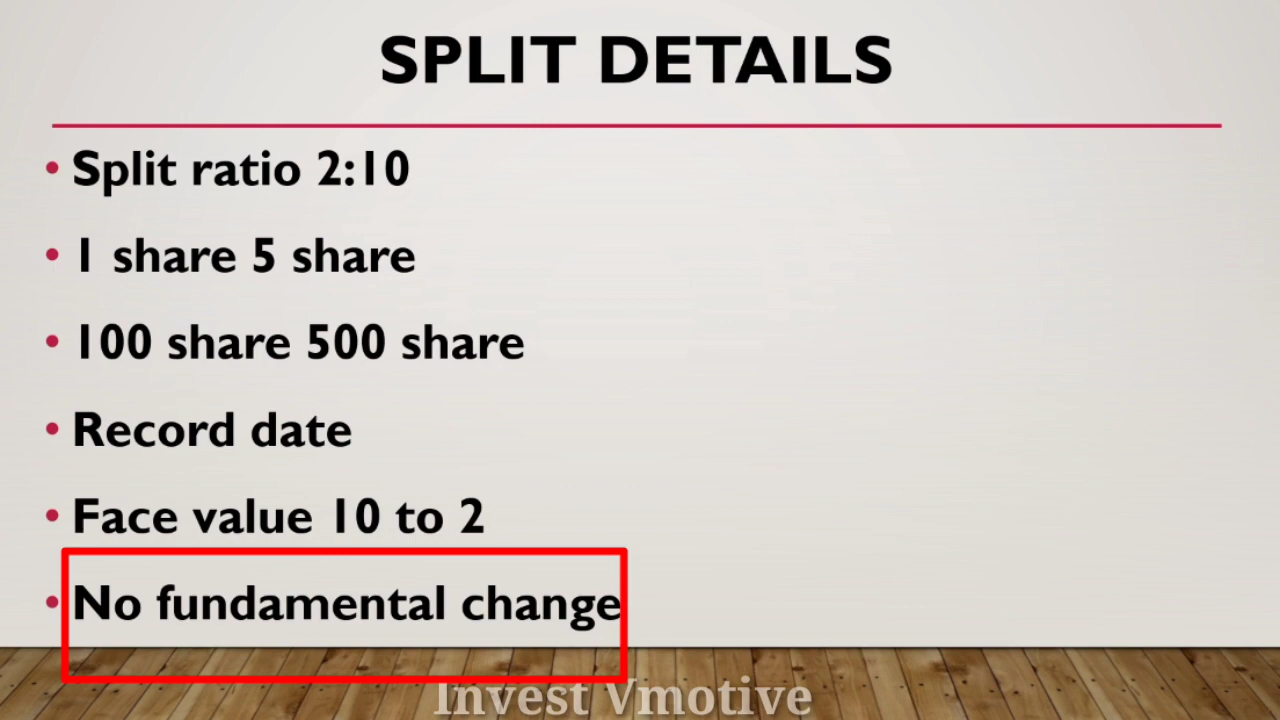 SPLIT DETAILS
• Split ratio 2:10
• 1 share 5 share
• 100 share 500 share
• Record date
• Face value 10 to 2
• No fundamental change
Invest Vmotive